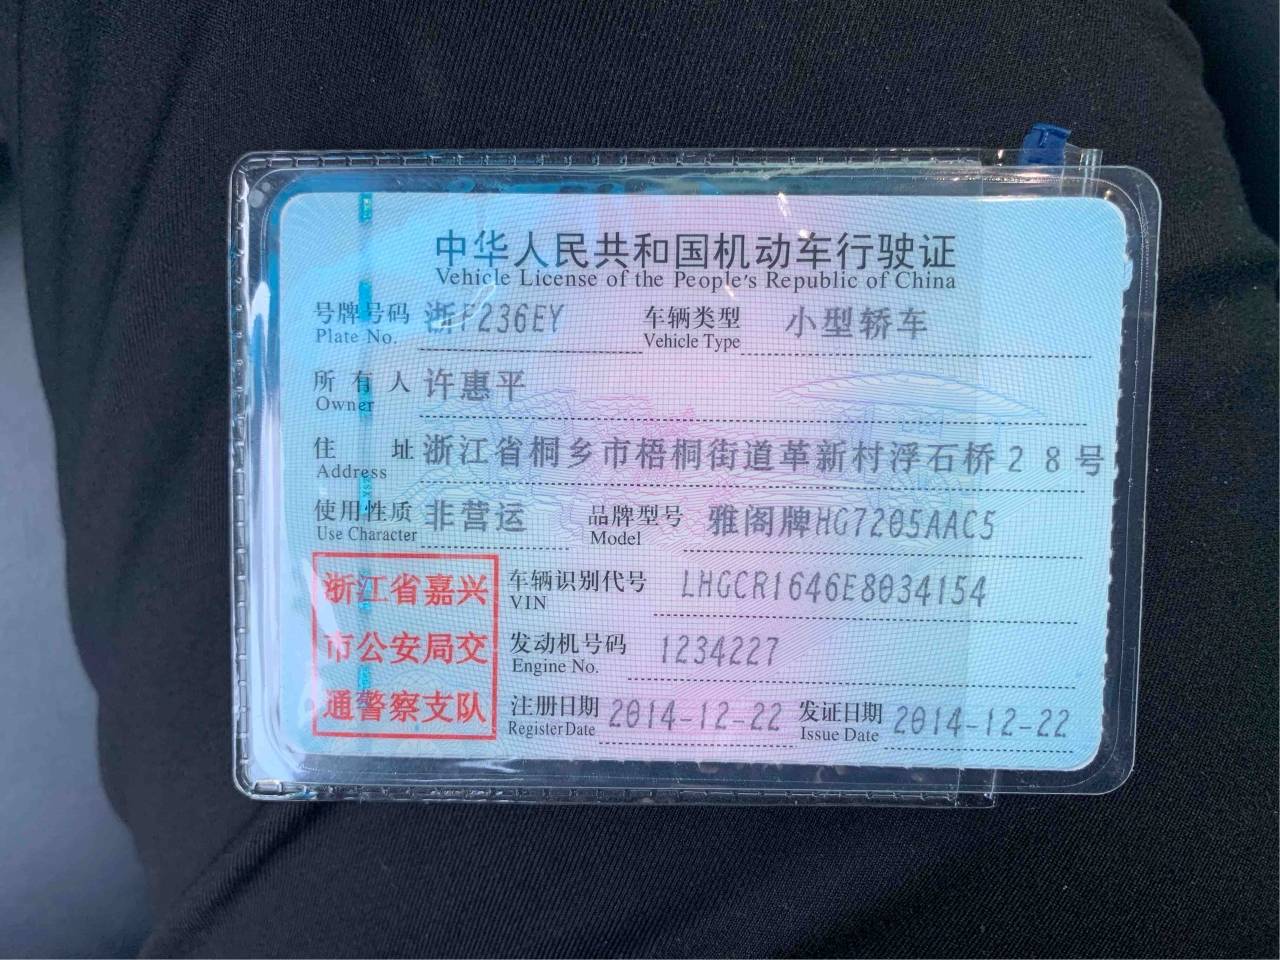 中华人民共和国机动车行驶证
Vehicle License of the People's Republic of China
号牌号码 浙F236EY 车辆类型 小型轿车
Plate No. Vehicle Type
所有人 许惠平
Owner
住址 浙江省桐乡市梧桐街道革新村浮石桥28号
Address
使用性质 非营运 品牌型号 雅阁牌HG7205AAC5
Use Character Model
浙江省嘉兴
市公安局交
通警察支队
车辆识别代号 LHGCR1646E8034154
VIN
发动机号码 1234227
Engine No.
注册日期 2014-12-22 发证日期 2014-12-22
Register Date Issue Date